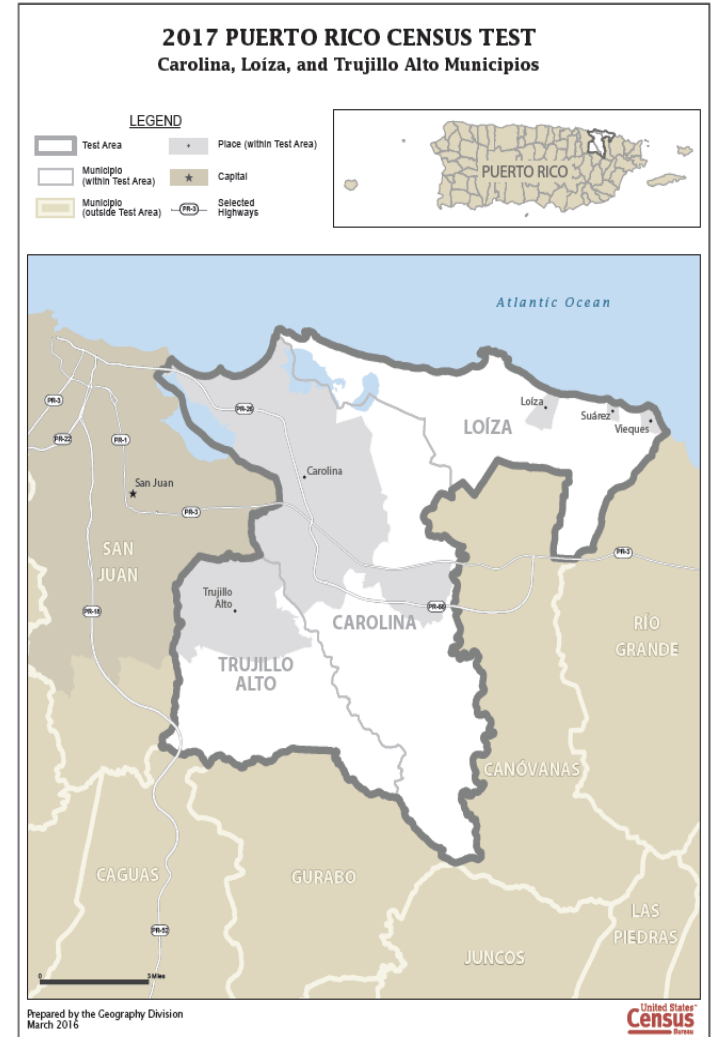 2017 PUERTO RICO CENSUS TEST
Carolina, Loíza, and Trujillo Alto Municipios
LEGEND
Test Area
Place (within Test Area)
Municipio
(within Test Area)
Capital
Municipio
(outside Test Area)
PR-3
Selected
Highways
PUERTO RICO
Atlantic Ocean
PR-3
PR-26
Loíza
Suárez
Vieques
LOÍZA
PR-22
PR-1
Carolina
San Juan
PR-3
SAN
JUAN
PR-3
Trujillo
Alto
PR-18
PR-66
CAROLINA
RÍO
GRANDE
TRUJILLO
ALTO
CANÓVANAS
CAGUAS
GURABO
LAS
PIEDRAS
PR-52
JUNCOS
0
3 Miles
Prepared by the Geography Division
March 2016
United States™
Census
Bureau